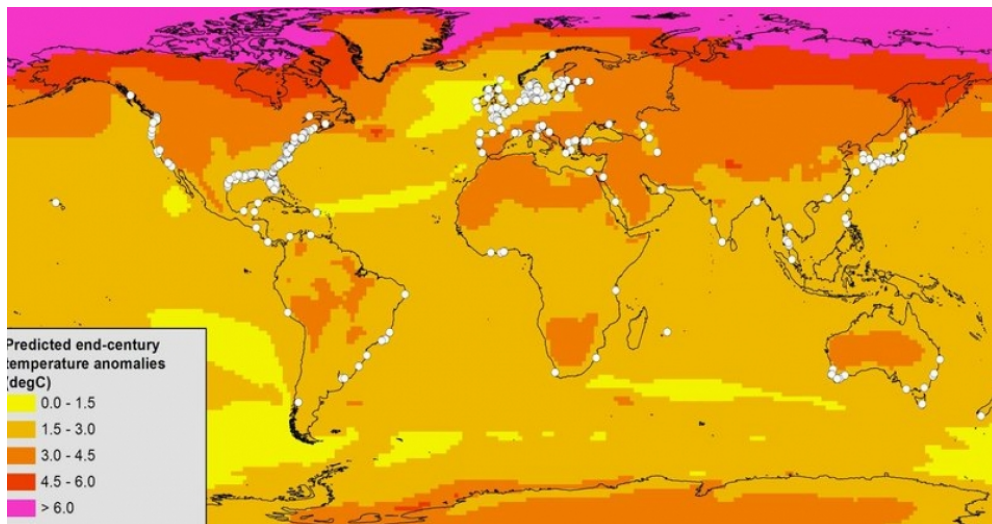 Predicted end-century
temperature anomalies
(degC)
0.0 - 1.5
1.5 - 3.0
3.0 - 4.5
4.5 - 6.0
> 6.0